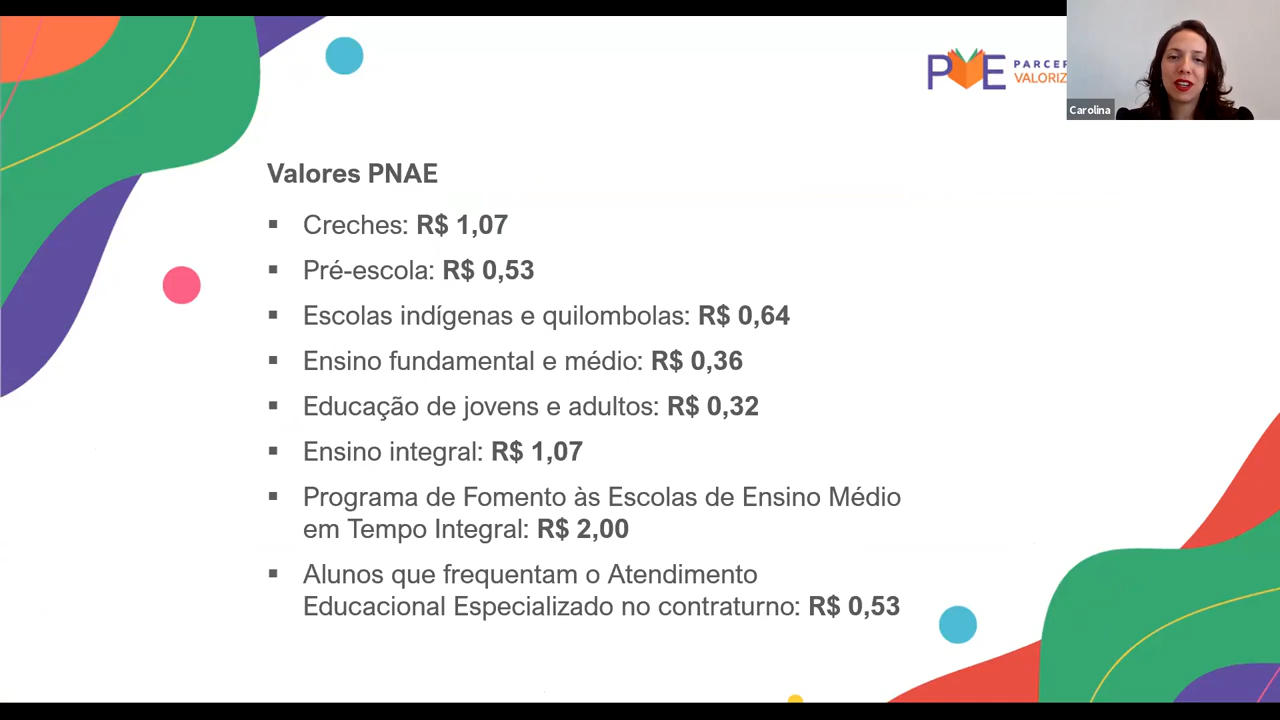 PVE PARCER
VALORIZ
Carolina
Valores PNAE
▪ Creches: R$ 1,07
▪ Pré-escola: R$ 0,53
▪ Escolas indígenas e quilombolas: R$ 0,64
▪ Ensino fundamental e médio: R$ 0,36
▪ Educação de jovens e adultos: R$ 0,32
▪ Ensino integral: R$ 1,07
▪ Programa de Fomento às Escolas de Ensino Médio
em Tempo Integral: R$ 2,00
▪ Alunos que frequentam o Atendimento
Educacional Especializado no contraturno: R$ 0,53